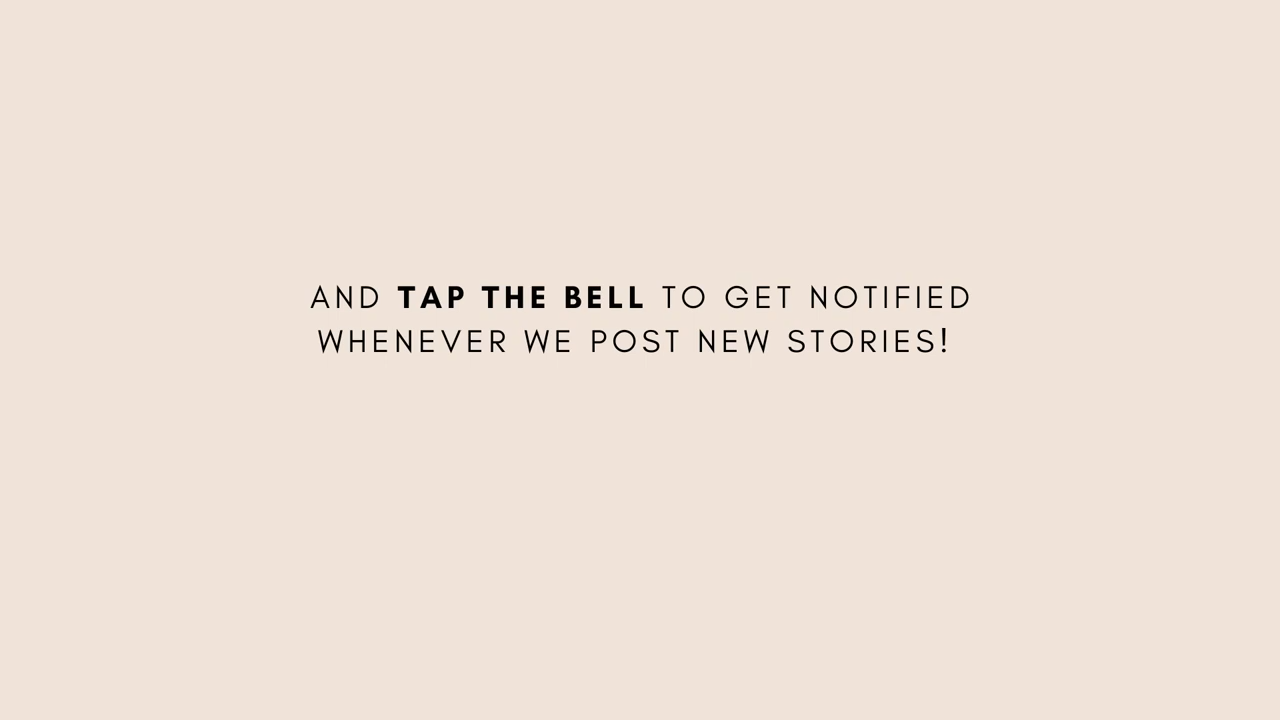 AND TAP THE BELL TO GET NOTIFIED
WHENEVER WE POST NEW STORIES!